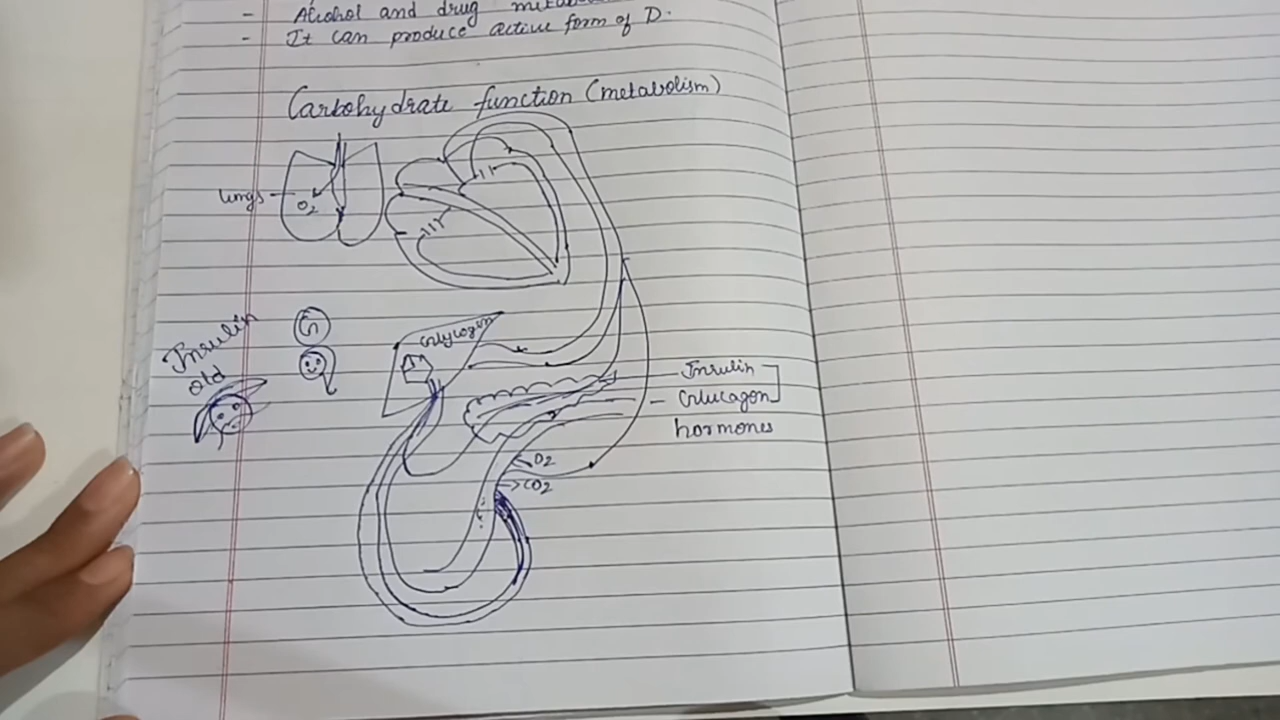 - Alcohol and drug
- It can produce active form of D.
Carbohydrate function (metabolism)
lungs
O2
Insulin
old
G
Glycogen
Insulin
- Glucagon
hormones
O2
CO2